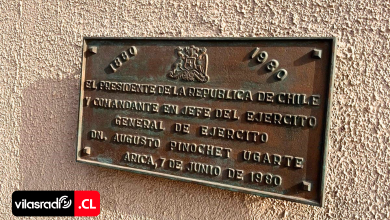 1880 1980
EL PRESIDENTE DE LA REPUBLICA DE CHILE
Y COMANDANTE EN JEFE DEL EJERCITO
GENERAL DE EJERCITO
DN. AUGUSTO PINOCHET UGARTE
ARICA, 7 DE JUNIO DE 1980
vilasradio .CL